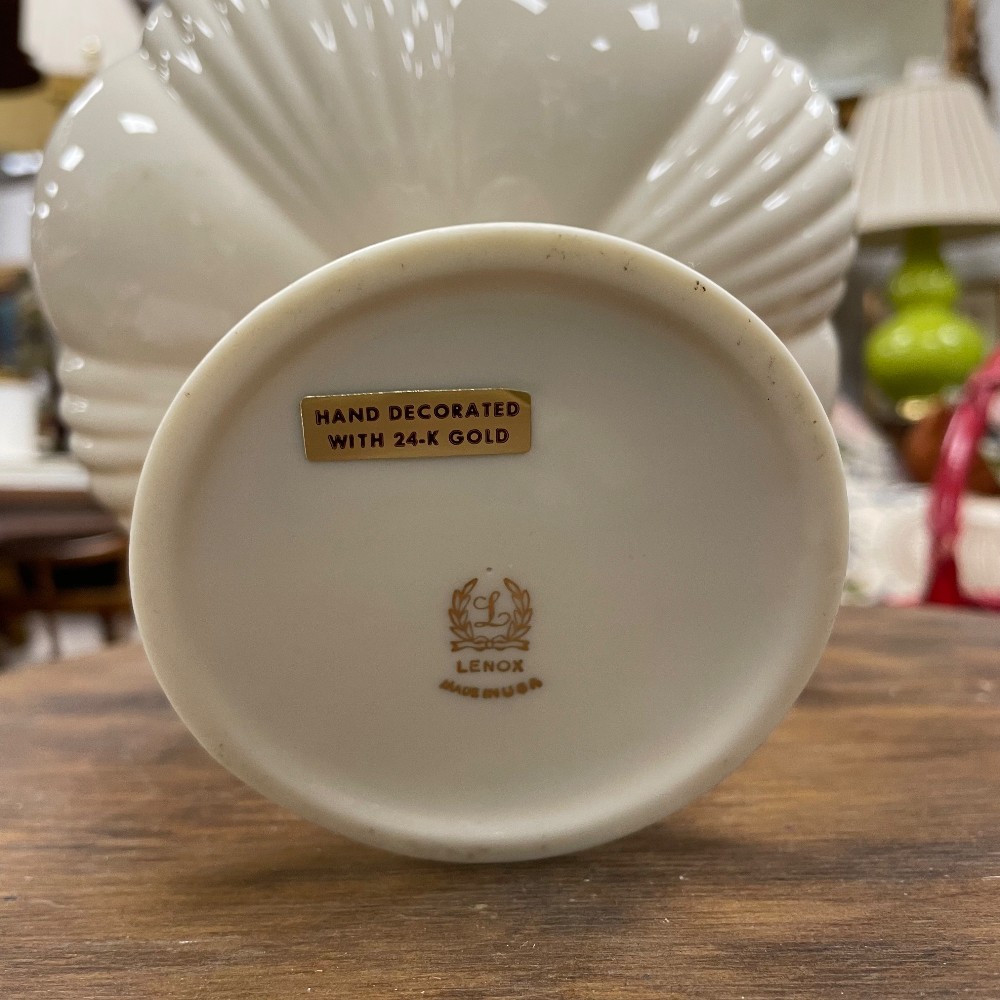 HAND DECORATED
WITH 24-K GOLD
L
LENOX
MADE IN USA